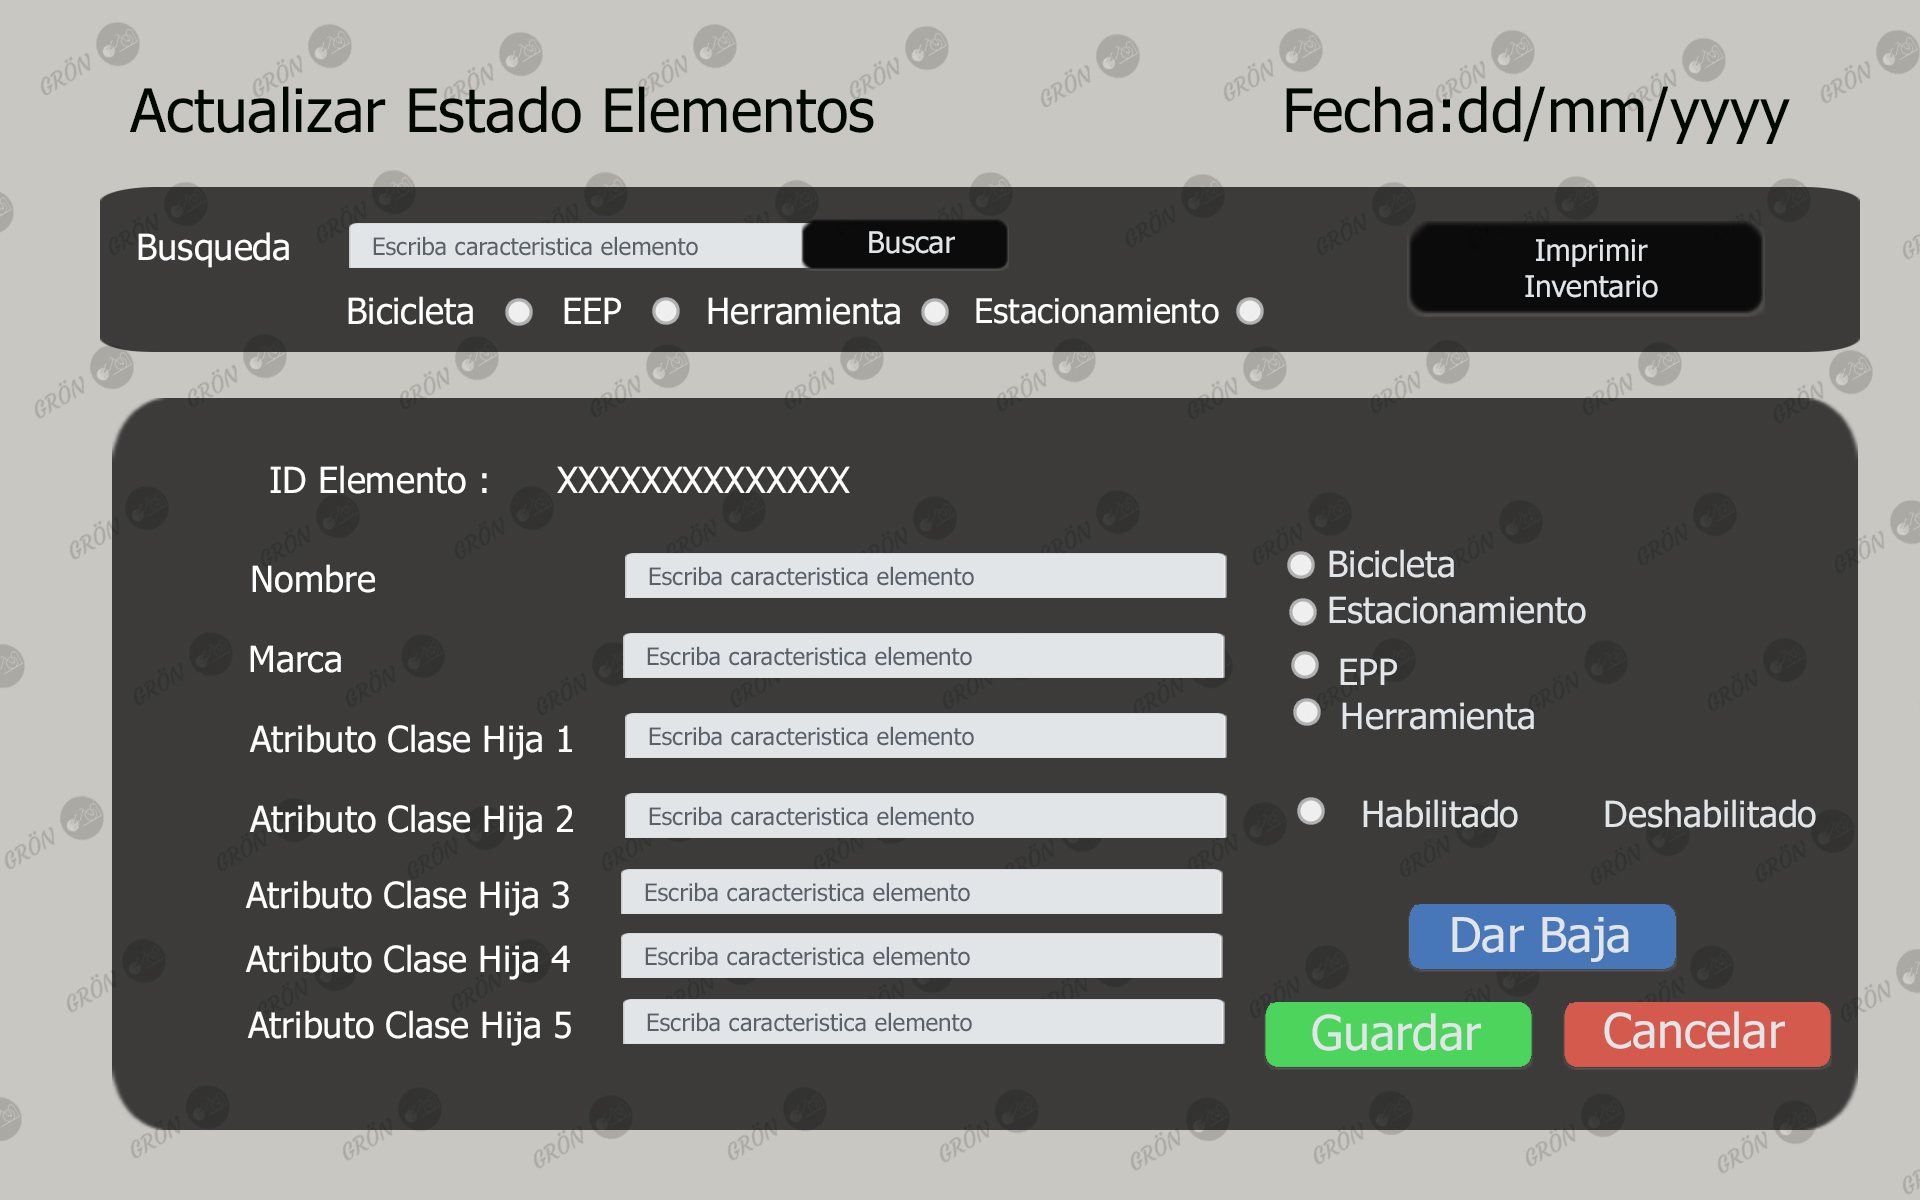 Actualizar Estado Elementos
Fecha:dd/mm/yyyy
Busqueda
Escriba caracteristica elemento
Buscar
Imprimir
Inventario
Bicicleta EEP Herramienta Estacionamiento
ID Elemento : XXXXXXXXXXXXXX
Nombre
Escriba caracteristica elemento
Marca
Escriba caracteristica elemento
Atributo Clase Hija 1
Escriba caracteristica elemento
Atributo Clase Hija 2
Escriba caracteristica elemento
Atributo Clase Hija 3
Escriba caracteristica elemento
Atributo Clase Hija 4
Escriba caracteristica elemento
Atributo Clase Hija 5
Escriba caracteristica elemento
Bicicleta
Estacionamiento
EPP
Herramienta
Habilitado Deshabilitado
Dar Baja
Guardar
Cancelar
GRÖN